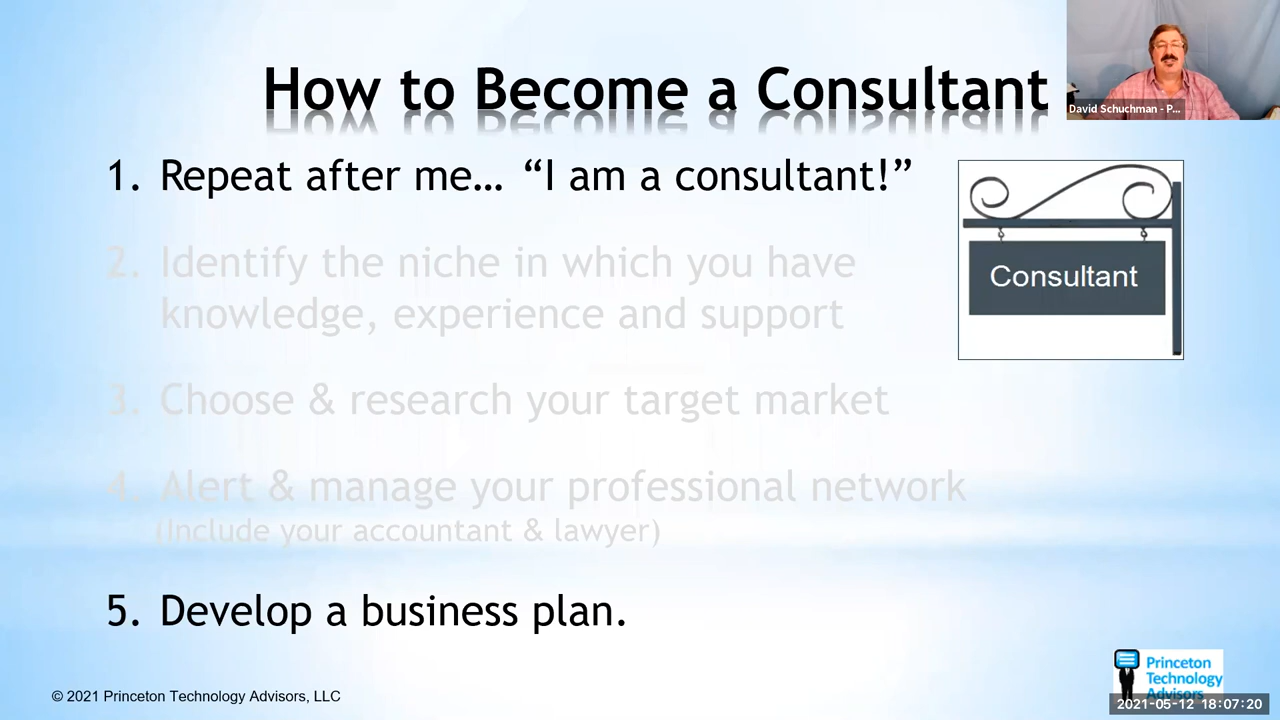 How to Become a Consultant
David Schuchman - P...
1. Repeat after me… “I am a consultant!”
Consultant
2. Identify the niche in which you have
knowledge, experience and support
3. Choose & research your target market
4. Alert & manage your professional network
(Include your accountant & lawyer)
5. Develop a business plan.
Princeton
Technology
Advisors
© 2021 Princeton Technology Advisors, LLC
2021-05-12 18:07:20